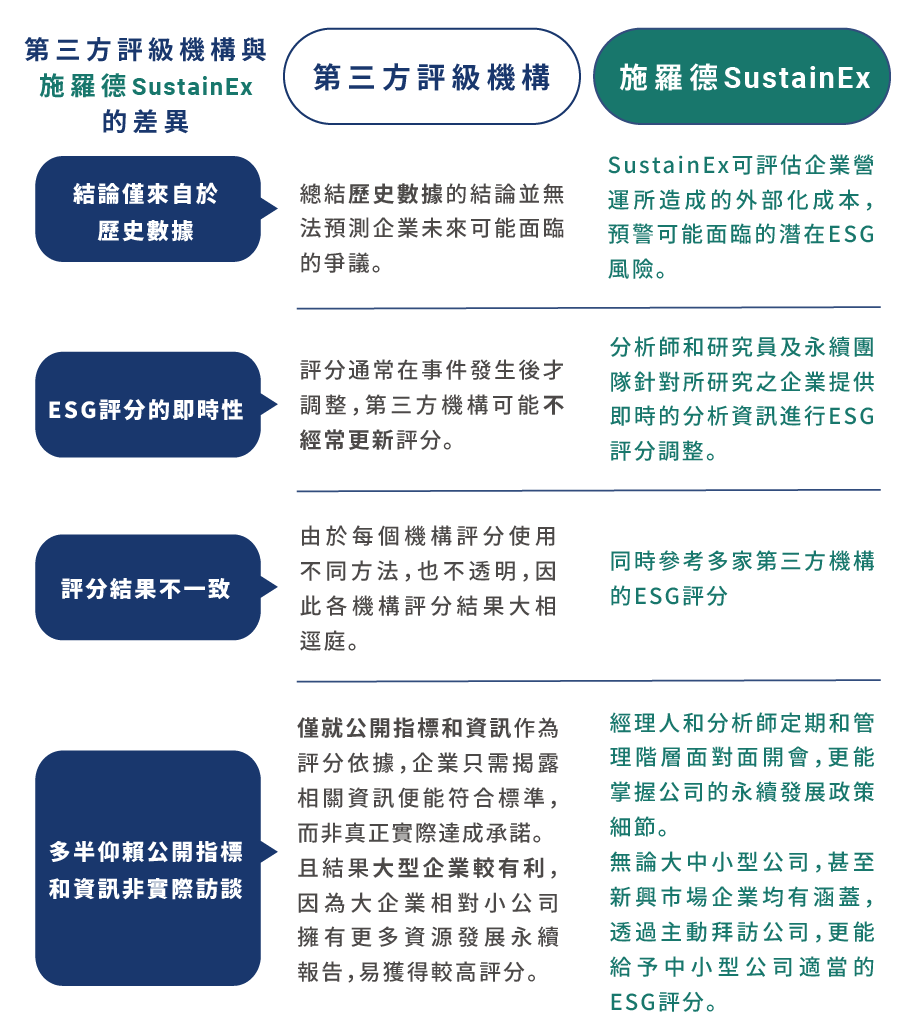 第三方評級機構與
施羅德SustainEx
的差異
第三方評級機構
施羅德SustainEx
結論僅來自於
歷史數據
總結歷史數據的結論並無
法預測企業未來可能面臨
的爭議。
SustainEx可評估企業營
運所造成的外部化成本，
預警可能面臨的潛在ESG
風險。
ESG評分的即時性
評分通常在事件發生後才
調整，第三方機構可能不
經常更新評分。
分析師和研究員及永續團
隊針對所研究之企業提供
即時的分析資訊進行ESG
評分調整。
評分結果不一致
由於每個機構評分使用
不同方法，也不透明，因
此各機構評分結果大相
逕庭。
同時參考多家第三方機構
的ESG評分
多半仰賴公開指標
和資訊非實際訪談
僅就公開指標和資訊作為
評分依據，企業只需揭露
相關資訊便能符合標準，
而非真正實際達成承諾。
且結果大型企業較有利，
因為大企業相對小公司
擁有更多資源發展永續
報告，易獲得較高評分。
經理人和分析師定期和管
理階層面對面開會，更能
掌握公司的永續發展政策
細節。
無論大中小型公司，甚至
新興市場企業均有涵蓋，
透過主動拜訪公司，更能
給予中小型公司適當的
ESG評分。